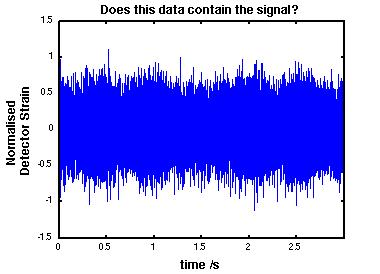 Does this data contain the signal?
1.5
1
0.5
0
-0.5
-1
-1.5
Normalised
Detector Strain
0 0.5 1 1.5 2 2.5
time /s